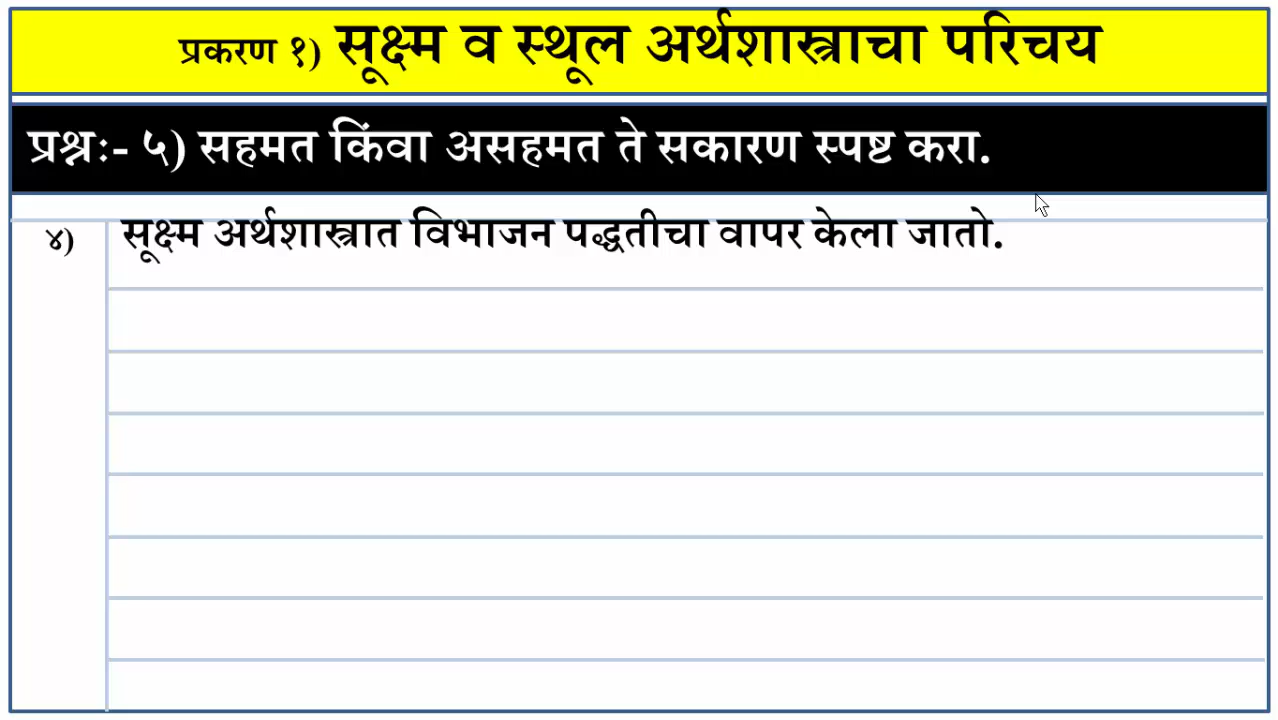 प्रकरण १) सूक्ष्म व स्थूल अर्थशास्त्राचा परिचय
प्रश्नः- ५) सहमत किंवा असहमत ते सकारण स्पष्ट करा.
४) सूक्ष्म अर्थशास्त्रात विभाजन पद्धतीचा वापर केला जातो.